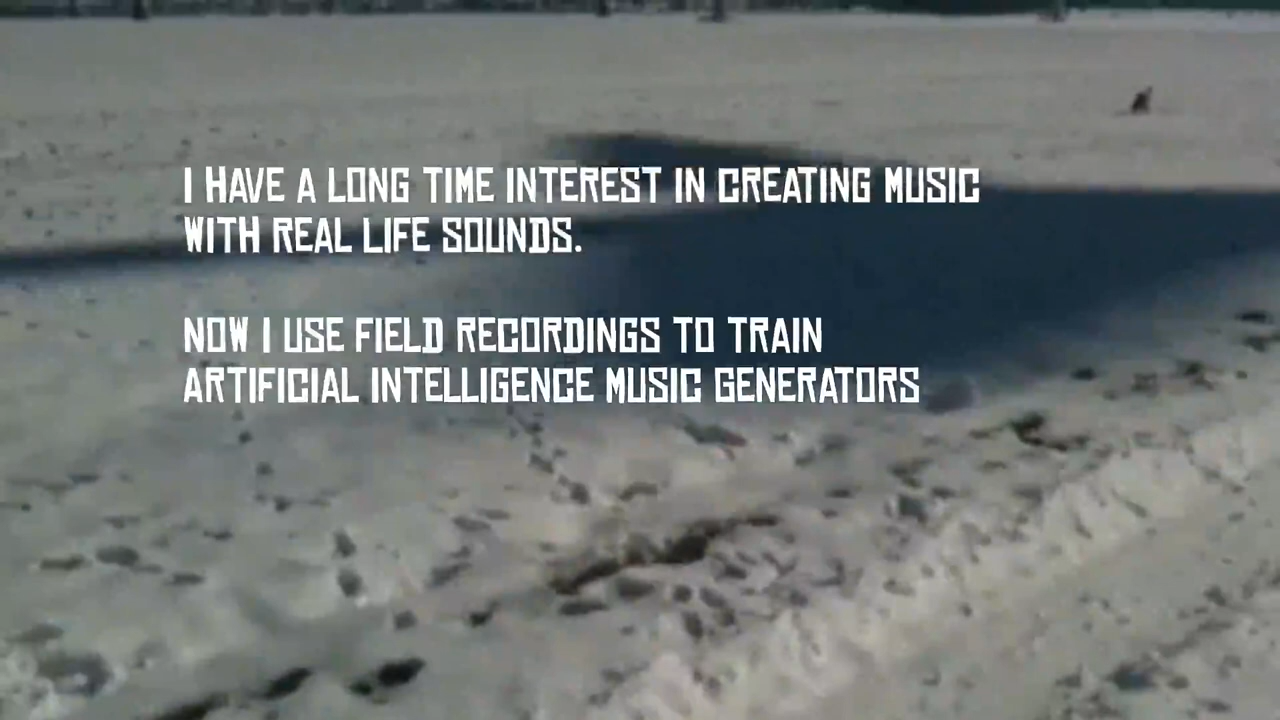 I HAVE A LONG TIME INTEREST IN CREATING MUSIC
WITH REAL LIFE SOUNDS.
NOW I USE FIELD RECORDINGS TO TRAIN
ARTIFICIAL INTELLIGENCE MUSIC GENERATORS